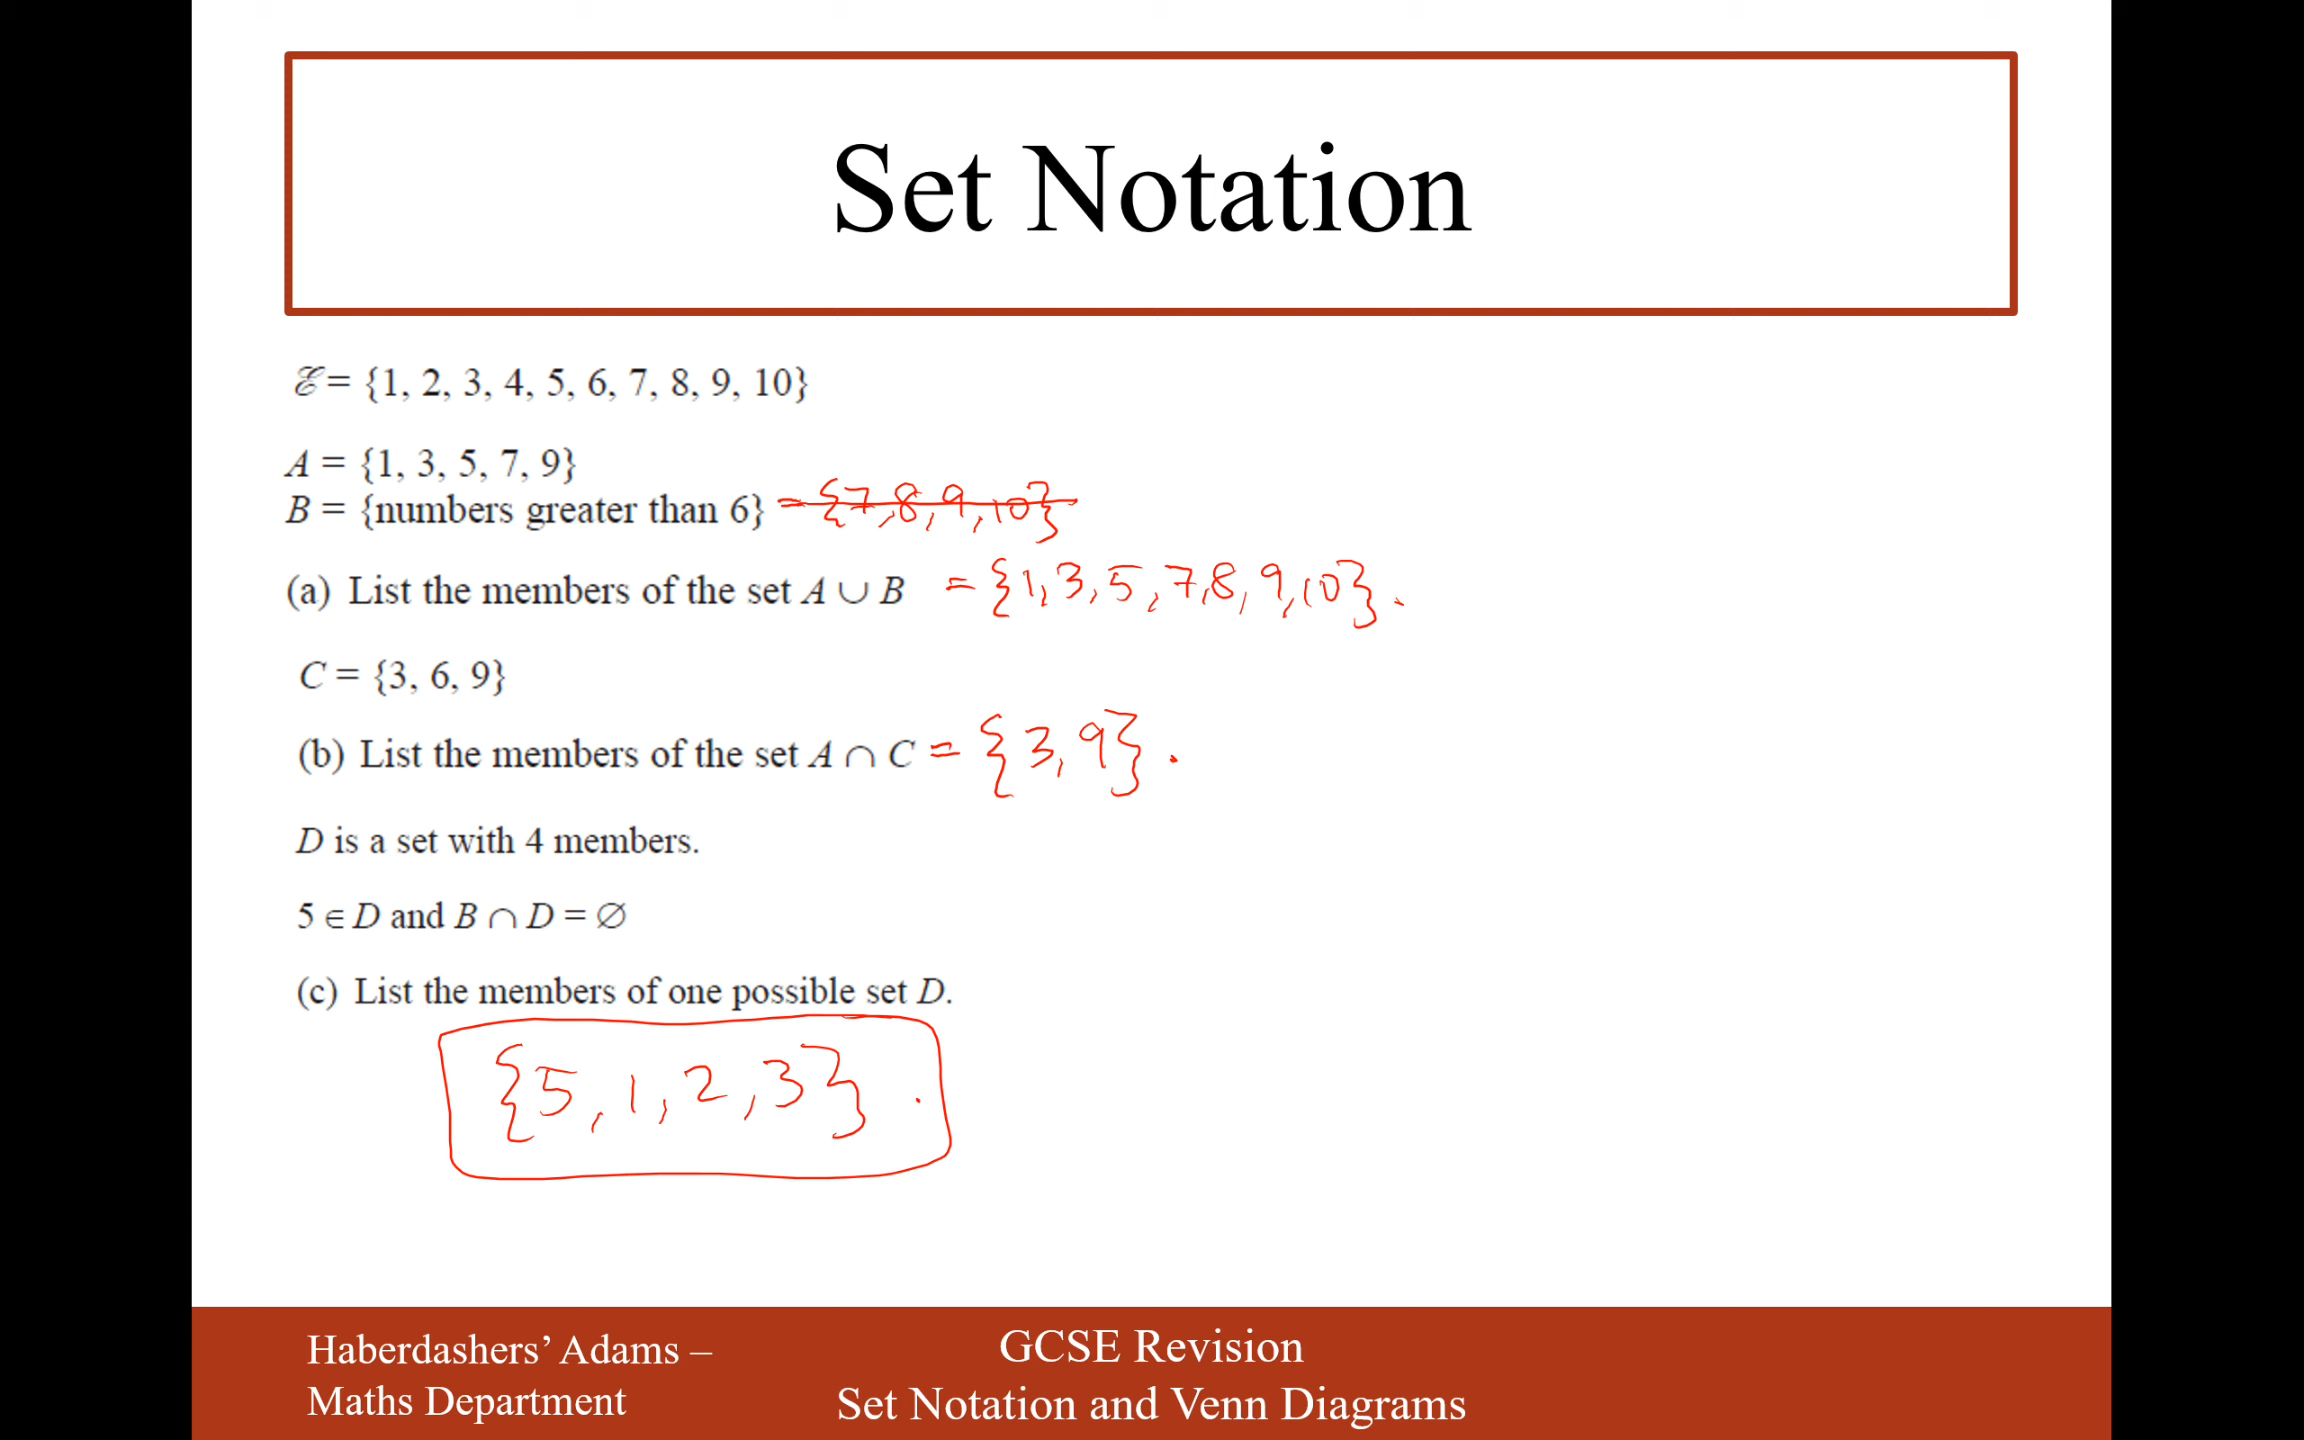 Set Notation
ℰ = {1, 2, 3, 4, 5, 6, 7, 8, 9, 10}
A = {1, 3, 5, 7, 9}
B = {numbers greater than 6} = {7,8,9,10}
(a) List the members of the set A ∪ B = {1,3,5,7,8,9,10}.
C = {3, 6, 9}
(b) List the members of the set A ∩ C = {3,9}.
D is a set with 4 members.
5 ∈ D and B ∩ D = ∅
(c) List the members of one possible set D.
{5,1,2,3}.
Haberdashers’ Adams –
Maths Department
GCSE Revision
Set Notation and Venn Diagrams